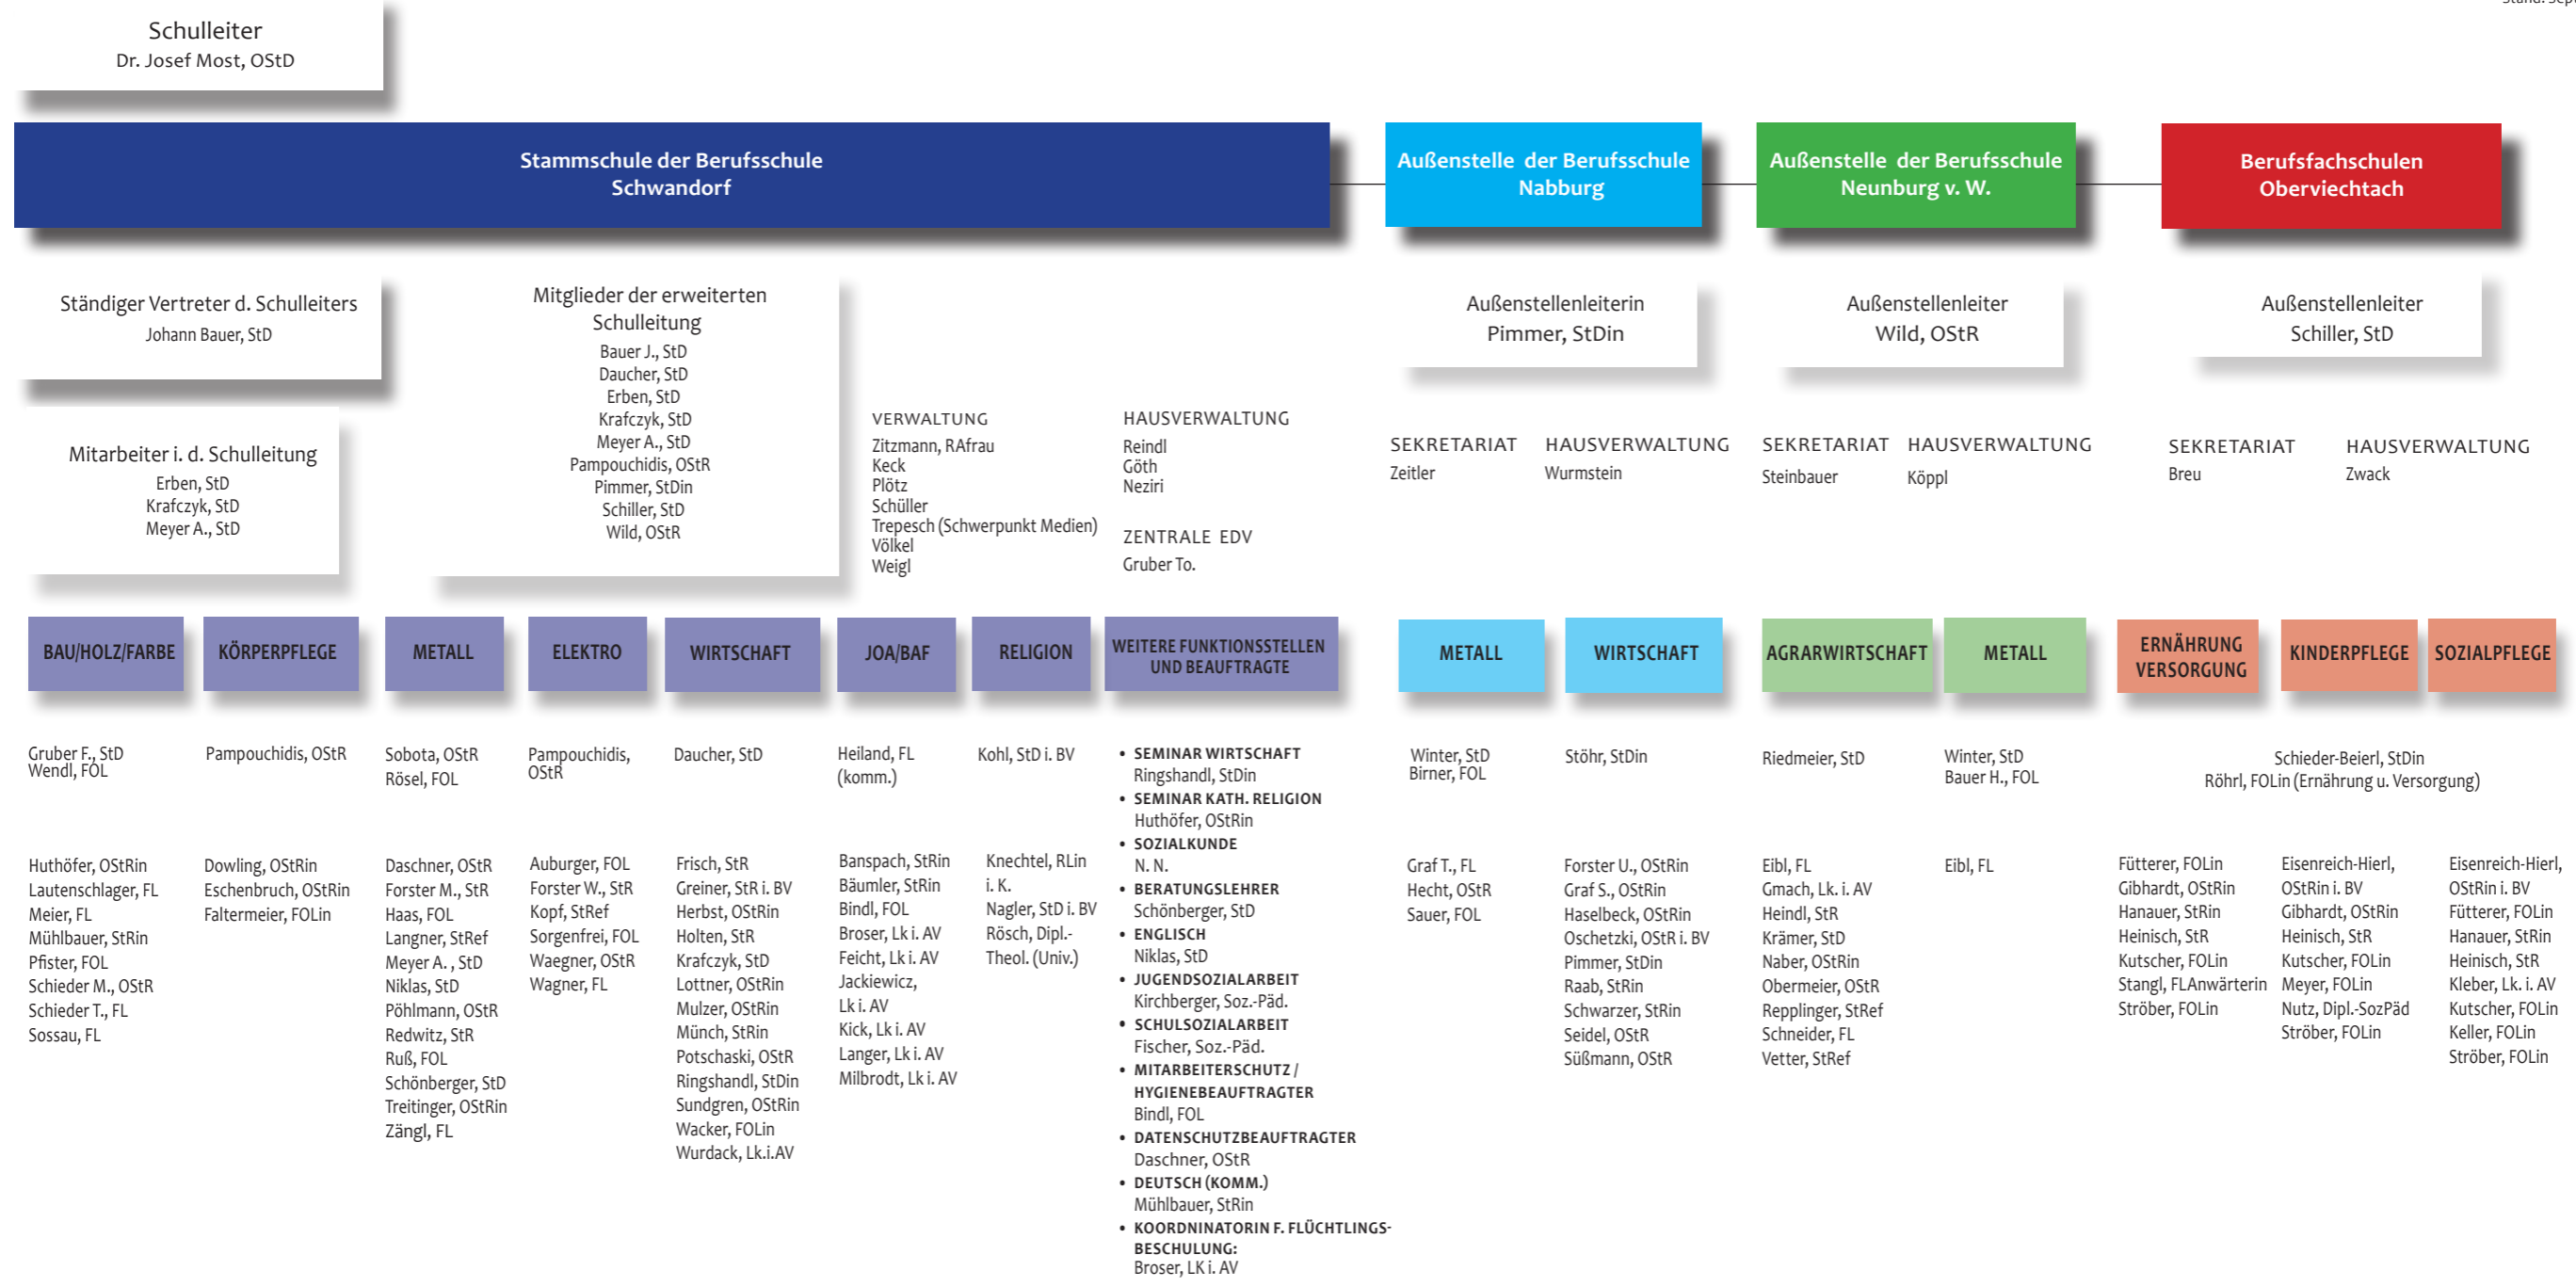 Stand: Sept
Schulleiter
Dr. Josef Most, OStD
Stammschule der Berufsschule
Schwandorf
Außenstelle der Berufsschule
Nabburg
Außenstelle der Berufsschule
Neunburg v. W.
Berufsfachschulen
Oberviechtach
Ständiger Vertreter d. Schulleiters
Johann Bauer, StD
Mitarbeiter i. d. Schulleitung
Erben, StD
Krafczyk, StD
Meyer A., StD
Mitglieder der erweiterten
Schulleitung
Bauer J., StD
Daucher, StD
Erben, StD
Krafczyk, StD
Meyer A., StD
Pampouchidis, OStR
Pimmer, StDin
Schiller, StD
Wild, OStR
VERWALTUNG
Zitzmann, RAfrau
Keck
Plötz
Schüller
Trepesch (Schwerpunkt Medien)
Völkel
Weigl
HAUSVERWALTUNG
Reindl
Göth
Neziri
ZENTRALE EDV
Gruber To.
Außenstellenleiterin
Pimmer, StDin
SEKRETARIAT
Zeitler
HAUSVERWALTUNG
Wurmstein
Außenstellenleiter
Wild, OStR
SEKRETARIAT
Steinbauer
HAUSVERWALTUNG
Köppl
Außenstellenleiter
Schiller, StD
SEKRETARIAT
Breu
HAUSVERWALTUNG
Zwack
BAU/HOLZ/FARBE
Gruber F., StD
Wendl, FOL
Huthöfer, OStRin
Lautenschlager, FL
Meier, FL
Mühlbauer, StRin
Pfister, FOL
Schieder M., OStR
Schieder T., FL
Sossau, FL
KÖRPERPFLEGE
Pampouchidis, OStR
Dowling, OStRin
Eschenbruch, OStRin
Faltermeier, FOLin
METALL
Sobota, OStR
Rösel, FOL
Daschner, OStR
Forster M., StR
Haas, FOL
Langner, StRef
Meyer A. , StD
Niklas, StD
Pöhlmann, OStR
Redwitz, StR
Ruß, FOL
Schönberger, StD
Treitinger, OStRin
Zängl, FL
ELEKTRO
Pampouchidis,
OStR
Auburger, FOL
Forster W., StR
Kopf, StRef
Sorgenfrei, FOL
Waegner, OStR
Wagner, FL
WIRTSCHAFT
Daucher, StD
Frisch, StR
Greiner, StR i. BV
Herbst, OStRin
Holten, StR
Krafczyk, StD
Lottner, OStRin
Mulzer, OStRin
Münch, StRin
Potschaski, OStR
Ringshandl, StDin
Sundgren, OStRin
Wacker, FOLin
Wurdack, Lk.i.AV
JOA/BAF
Heiland, FL
(komm.)
Banspach, StRin
Bäumler, StRin
Bindl, FOL
Broser, Lk i. AV
Feicht, Lk i. AV
Jackiewicz,
Lk i. AV
Kick, Lk i. AV
Langer, Lk i. AV
Milbrodt, Lk i. AV
RELIGION
Kohl, StD i. BV
Knechtel, RLin
i. K.
Nagler, StD i. BV
Rösch, Dipl.-
Theol. (Univ.)
WEITERE FUNKTIONSSTELLEN
UND BEAUFTRAGTE
• SEMINAR WIRTSCHAFT
Ringshandl, StDin
• SEMINAR KATH. RELIGION
Huthöfer, OStRin
• SOZIALKUNDE
N. N.
• BERATUNGSLEHRER
Schönberger, StD
• ENGLISCH
Niklas, StD
• JUGENDSOZIALARBEIT
Kirchberger, Soz.-Päd.
• SCHULSOZIALARBEIT
Fischer, Soz.-Päd.
• MITARBEITERSCHUTZ /
HYGIENEBEAUFTRAGTER
Bindl, FOL
• DATENSCHUTZBEAUFTRAGTER
Daschner, OStR
• DEUTSCH (KOMM.)
Mühlbauer, StRin
• KOORDNINATORIN F. FLÜCHTLINGS-
BESCHULUNG:
Broser, LK i. AV
METALL
Winter, StD
Birner, FOL
Graf T., FL
Hecht, OStR
Sauer, FOL
WIRTSCHAFT
Stöhr, StDin
Forster U., OStRin
Graf S., OStRin
Haselbeck, OStRin
Oschetzki, OStR i. BV
Pimmer, StDin
Raab, StRin
Schwarzer, StRin
Seidel, OStR
Süßmann, OStR
AGRARWIRTSCHAFT
Riedmeier, StD
Eibl, FL
Gmach, Lk. i. AV
Heindl, StR
Krämer, StD
Naber, OStRin
Obermeier, OStR
Repplinger, StRef
Schneider, FL
Vetter, StRef
METALL
Winter, StD
Bauer H., FOL
Eibl, FL
ERNÄHRUNG
VERSORGUNG
KINDERPFLEGE
SOZIALPFLEGE
Schieder-Beierl, StDin
Röhrl, FOLin (Ernährung u. Versorgung)
Fütterer, FOLin
Gibhardt, OStRin
Hanauer, StRin
Heinisch, StR
Kutscher, FOLin
Stangl, FLAnwärterin
Ströber, FOLin
Eisenreich-Hierl,
OStRin i. BV
Gibhardt, OStRin
Heinisch, StR
Kutscher, FOLin
Meyer, FOLin
Nutz, Dipl.-SozPäd
Ströber, FOLin
Eisenreich-Hierl,
OStRin i. BV
Fütterer, FOLin
Hanauer, StRin
Heinisch, StR
Kleber, Lk. i. AV
Kutscher, FOLin
Keller, FOLin
Ströber, FOLin